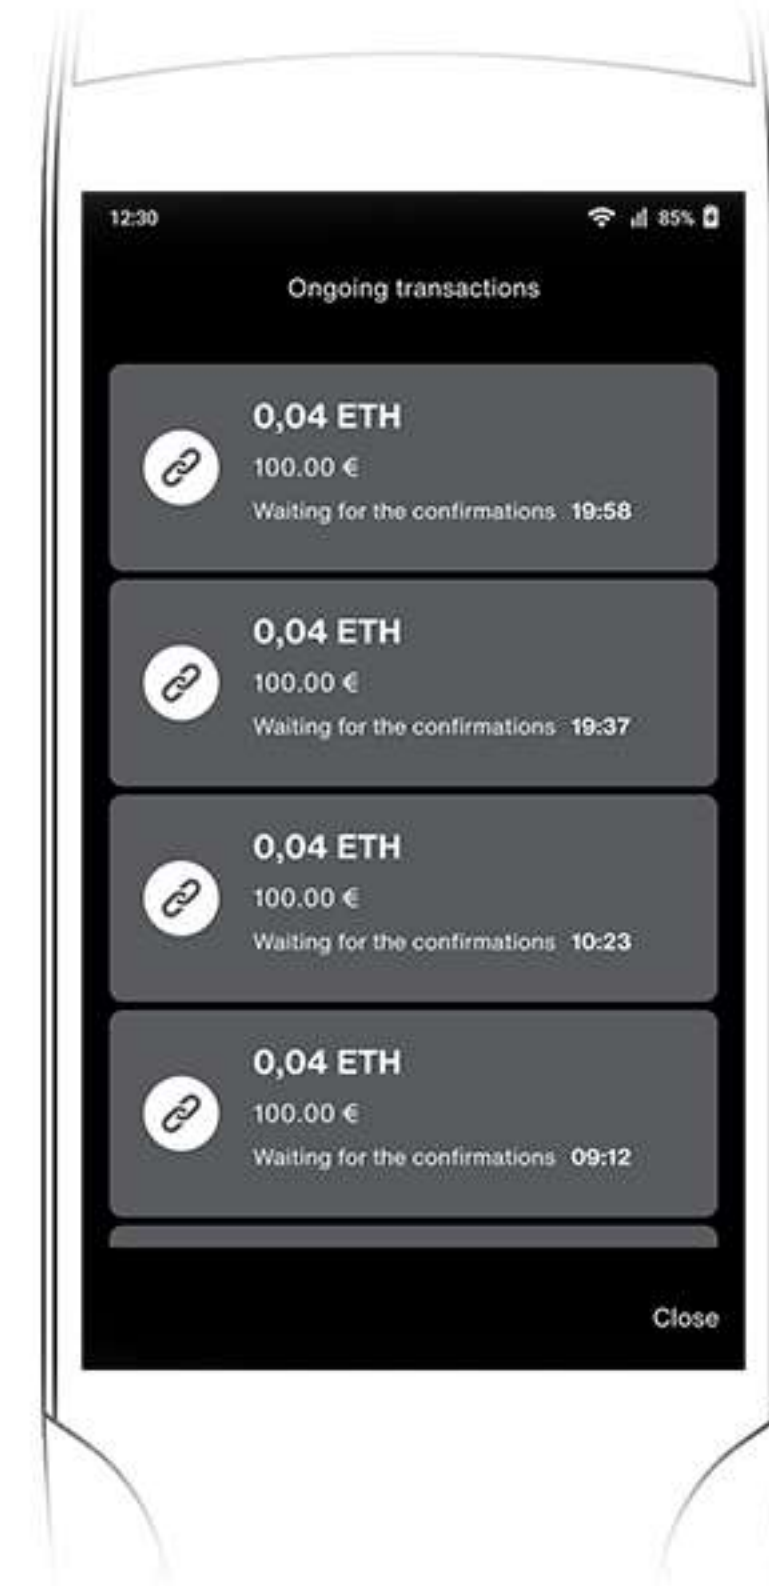 12:30 85%
Ongoing transactions
0,04 ETH
100.00 €
Waiting for the confirmations 19:58
0,04 ETH
100.00 €
Waiting for the confirmations 19:37
0,04 ETH
100.00 €
Waiting for the confirmations 10:23
0,04 ETH
100.00 €
Waiting for the confirmations 09:12
Close